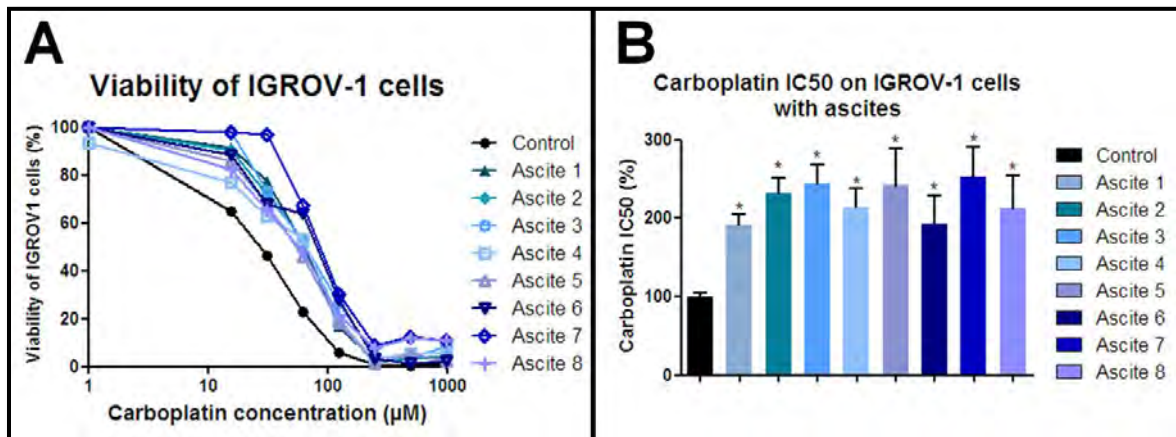 A
Viability of IGROV-1 cells
Viability of IGROV1 cells (%)
100
80
60
40
20
0
1
10
100
1000
Carboplatin concentration (µM)
Control
Ascite 1
Ascite 2
Ascite 3
Ascite 4
Ascite 5
Ascite 6
Ascite 7
Ascite 8
B
Carboplatin IC50 on IGROV-1 cells
with ascites
Carboplatin IC50 (%)
300
200
100
0
* * * * * * * *
Control
Ascite 1
Ascite 2
Ascite 3
Ascite 4
Ascite 5
Ascite 6
Ascite 7
Ascite 8